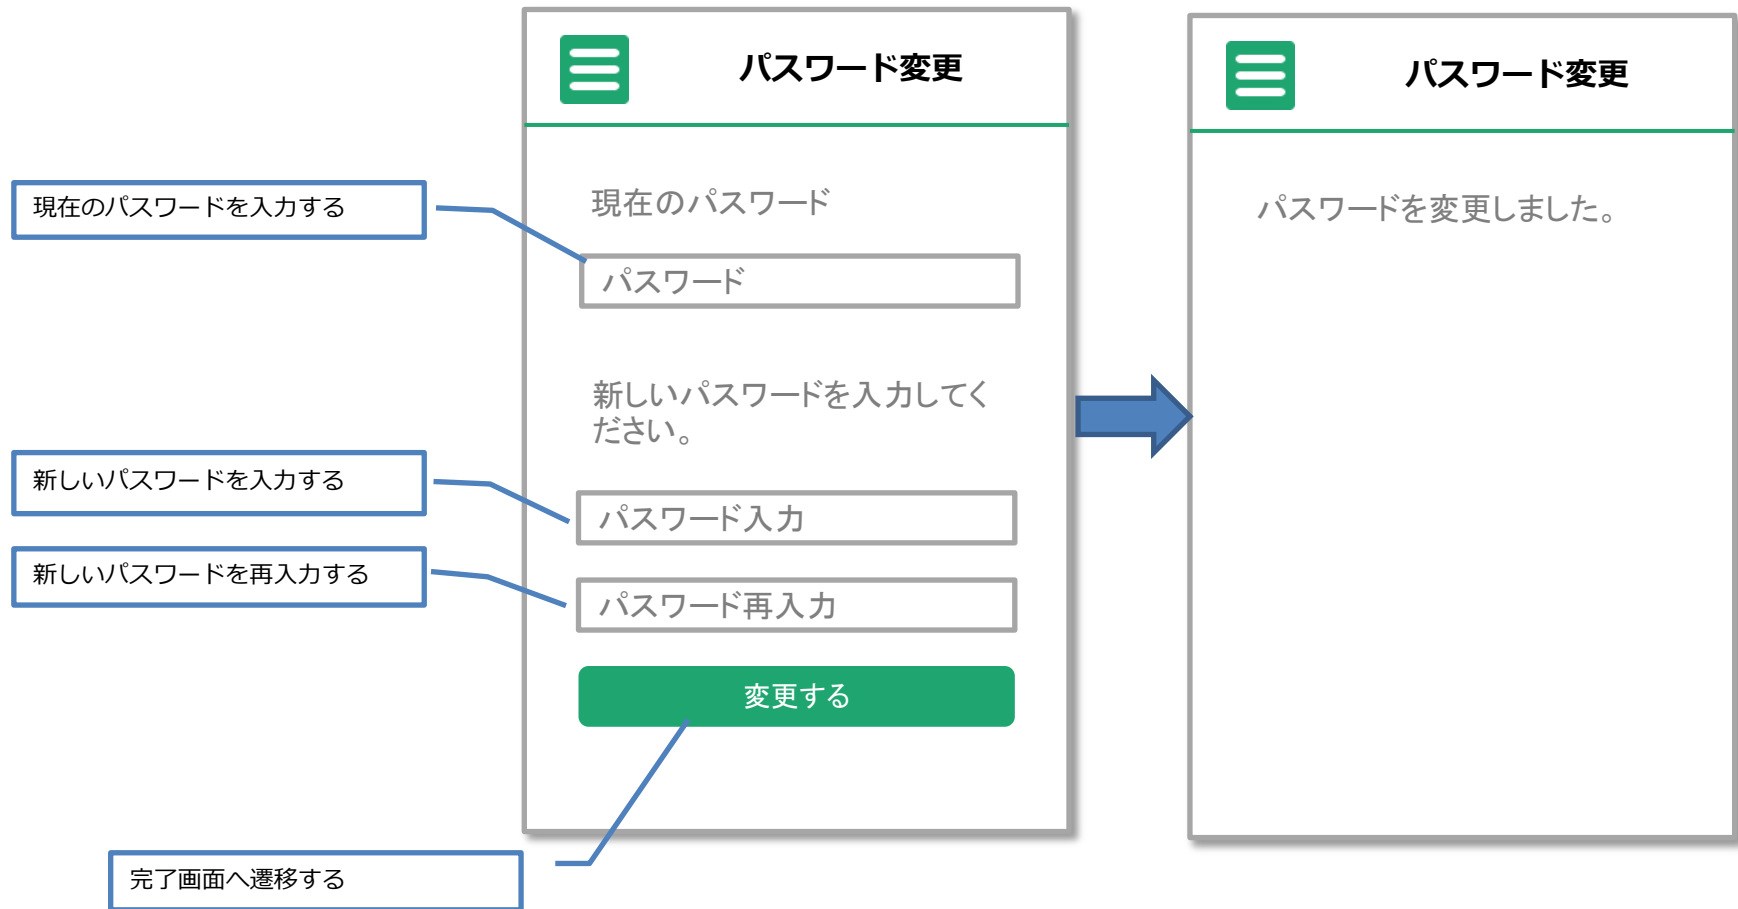 パスワード変更
現在のパスワードを入力する
現在のパスワード
パスワード
新しいパスワードを入力してく
ださい。
新しいパスワードを入力する
パスワード入力
新しいパスワードを再入力する
パスワード再入力
変更する
完了画面へ遷移する
パスワード変更
パスワードを変更しました。